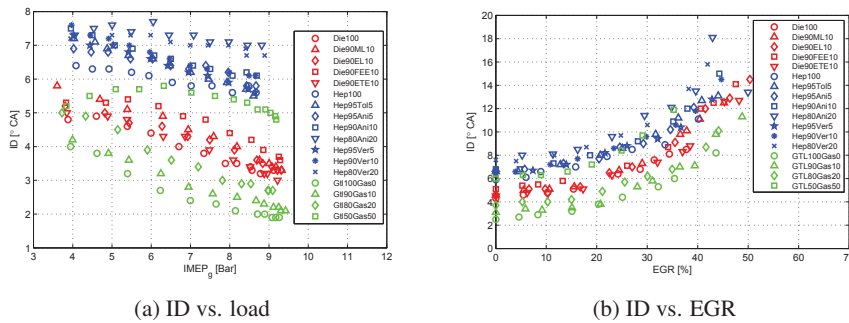 8
7
6
5
4
3
2
1
3
4
5
6
7
8
9
10
11
ID [° CA]
IMEPg [Bar]
Die100
Die90ML10
Die90EL10
Die90FEE10
Die90ETE10
Hep100
Hep95Tol5
Hep95Ani5
Hep90Ani10
Hep80Ani20
Hep95Ver5
Hep90Ver10
Hep80Ver20
Gtl100Gas0
Gtl90Gas10
Gtl80Gas20
Gtl50Gas50
(a) ID vs. load
20
18
16
14
12
10
8
6
4
2
0
0
10
20
30
40
50
60
70
ID [° CA]
EGR [%]
Die100
Die90ML10
Die90EL10
Die90FEE10
Die90ETE10
Hep100
Hep95Tol5
Hep95Ani5
Hep90Ani10
Hep80Ani20
Hep95Ver5
Hep90Ver10
Hep80Ver20
GTL100Gas0
GTL90Gas10
GTL80Gas20
GTL50Gas50
(b) ID vs. EGR